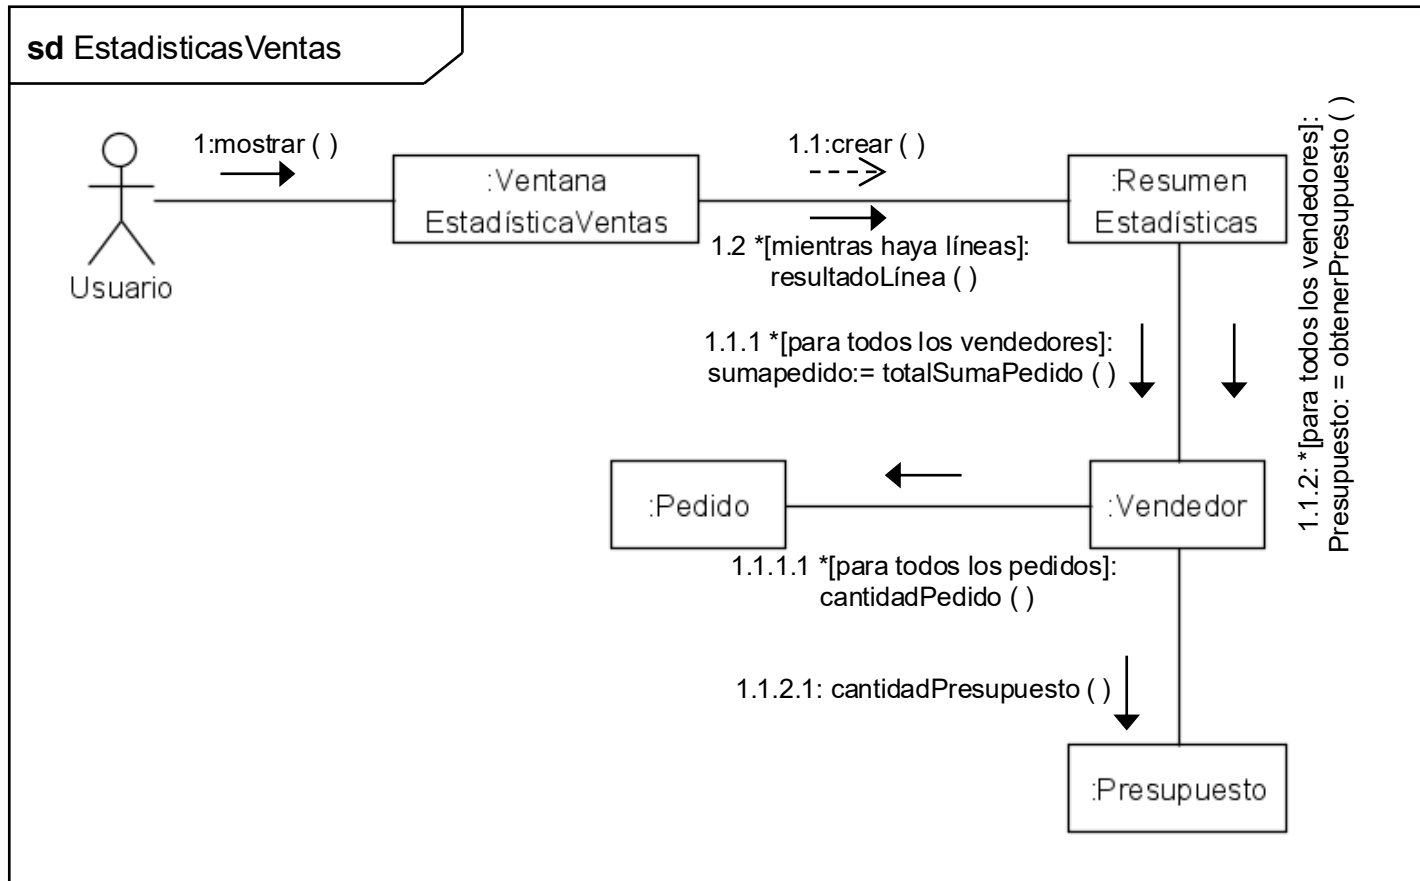 sd EstadisticasVentas
1:mostrar ( )
1.1:crear ( )
:Ventana
EstadísticaVentas
:Resumen
Estadísticas
Usuario
1.2 *[mientras haya líneas]:
resultadoLínea ( )
1.1.1 *[para todos los vendedores]:
sumapedido:= totalSumaPedido ( )
1.1.2: *[para todos los vendedores]:
Presupuesto: = obtenerPresupuesto ( )
:Pedido
:Vendedor
1.1.1.1 *[para todos los pedidos]:
cantidadPedido ( )
1.1.2.1: cantidadPresupuesto ( )
:Presupuesto